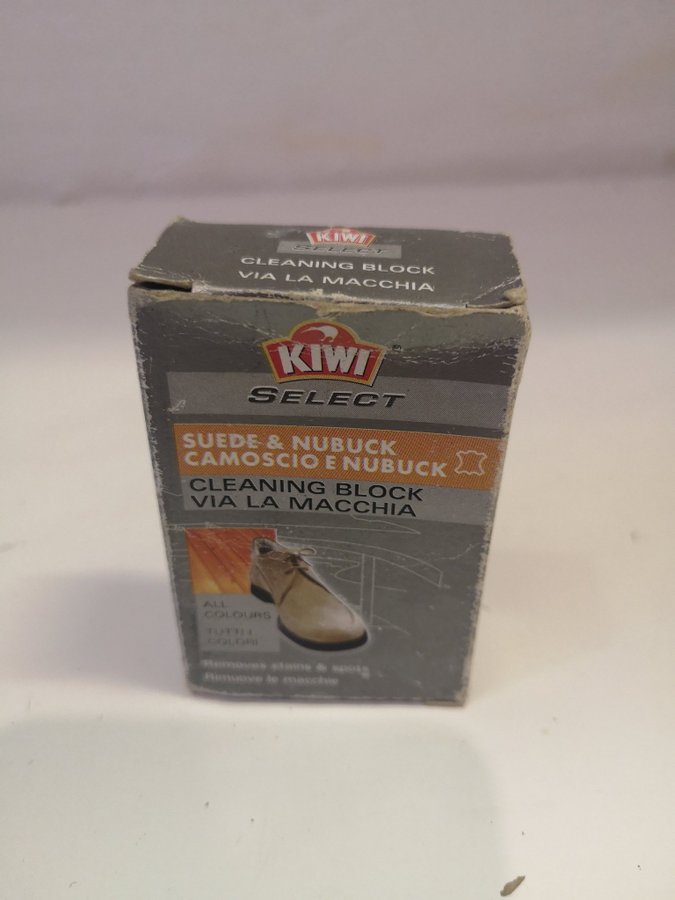 KIWI
SELECT
CLEANING BLOCK
VIA LA MACCHIA
KIWI
SELECT
SUEDE & NUBUCK
CAMOSCIO E NUBUCK
CLEANING BLOCK
VIA LA MACCHIA
ALL
COLOURS
TUTTI I
COLORI
Removes stains & spots
Rimuove le macchie